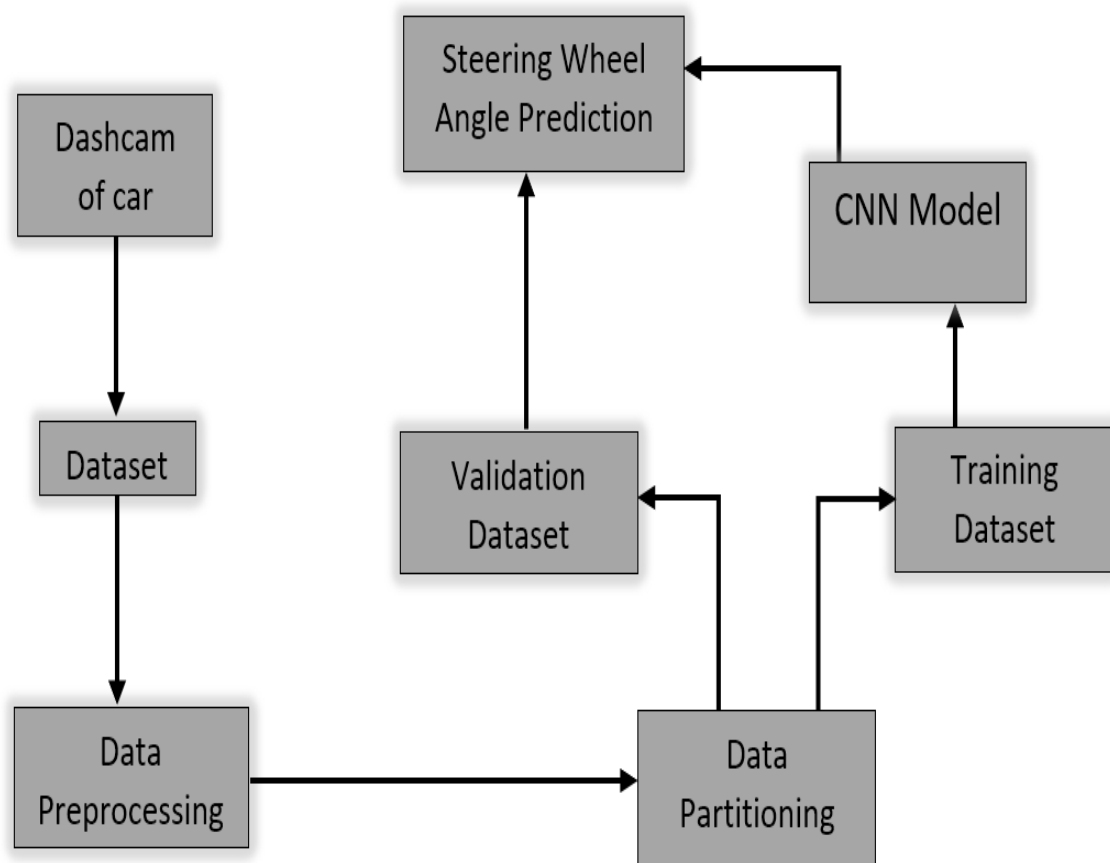 Steering Wheel
Angle Prediction
Dashcam
of car
CNN Model
Dataset
Validation
Dataset
Training
Dataset
Data
Preprocessing
Data
Partitioning